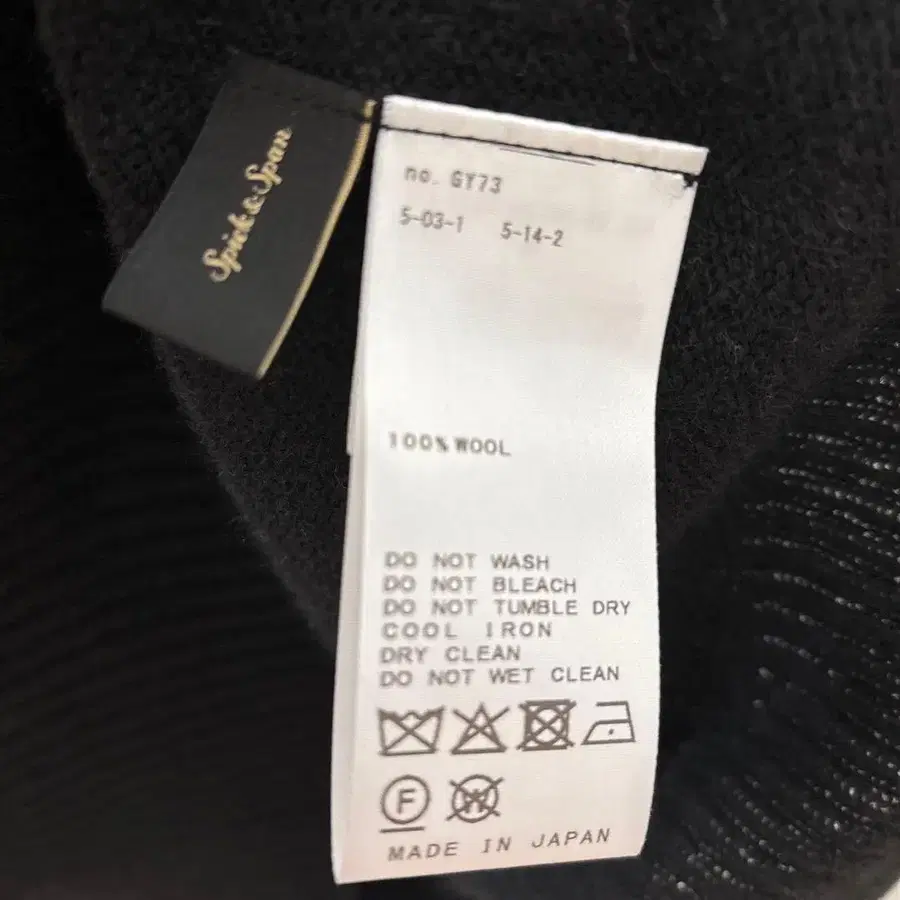 Spick & Span
no. GY73
5-03-1 5-14-2
100% WOOL
DO NOT WASH
DO NOT BLEACH
DO NOT TUMBLE DRY
COOL IRON
DRY CLEAN
DO NOT WET CLEAN
F W
MADE IN JAPAN